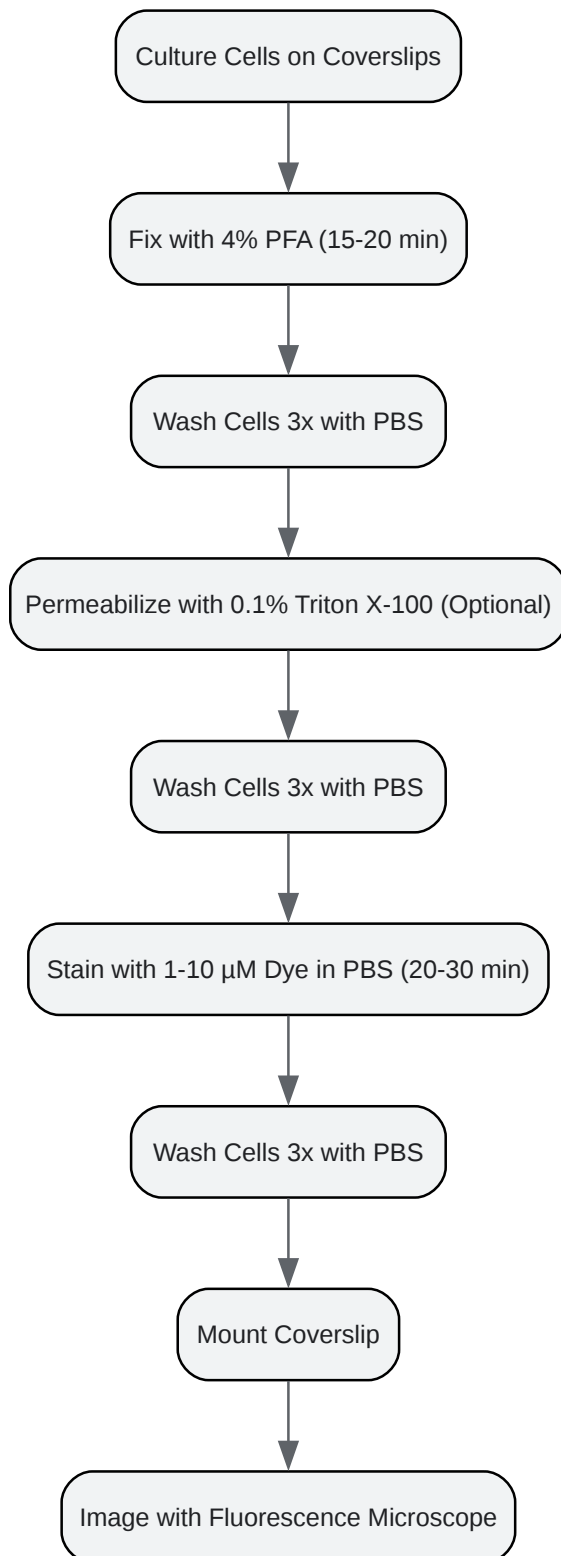 Culture Cells on Coverslips
Fix with 4% PFA (15-20 min)
Wash Cells 3x with PBS
Permeabilize with 0.1% Triton X-100 (Optional)
Wash Cells 3x with PBS
Stain with 1-10 µM Dye in PBS (20-30 min)
Wash Cells 3x with PBS
Mount Coverslip
Image with Fluorescence Microscope